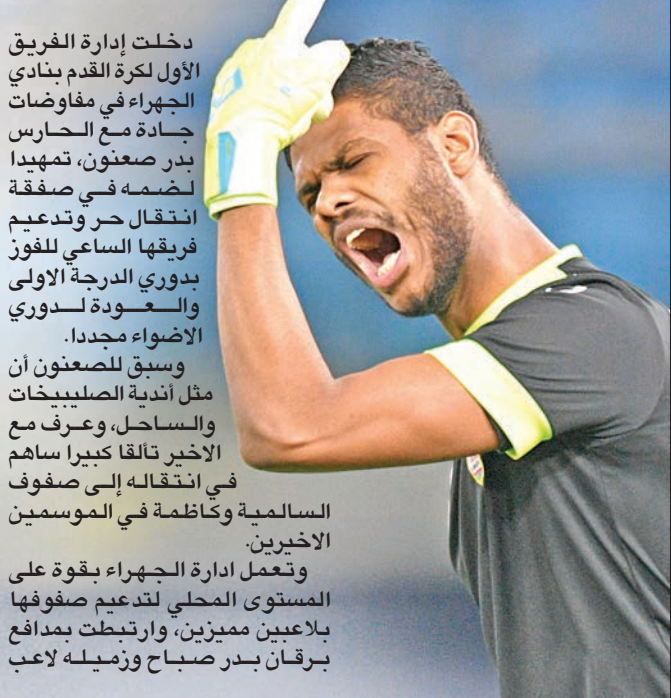 دخلت إدارة الفريق
الأول لكرة القدم بنادي
الجهراء في مفاوضات
جادة مع الحارس
بدر صعنون، تمهيدا
لضمه في صفقة
انتقال حر وتدعيم
فريقها الساعي للفوز
بدوري الدرجة الاولى
والعودة لدوري
الاضواء مجددا.
وسبق للصعنون أن
مثل أندية الصليبيخات
والساحل، وعرف مع
الاخير تألقا كبيرا ساهم
في انتقاله إلى صفوف
السالمية وكاظمة في الموسمين
الاخيرين.
وتعمل ادارة الجهراء بقوة على
المستوى المحلي لتدعيم صفوفها
بلاعبين مميزين، وارتبطت بمدافع
برقان بدر صباح وزميله لاعب